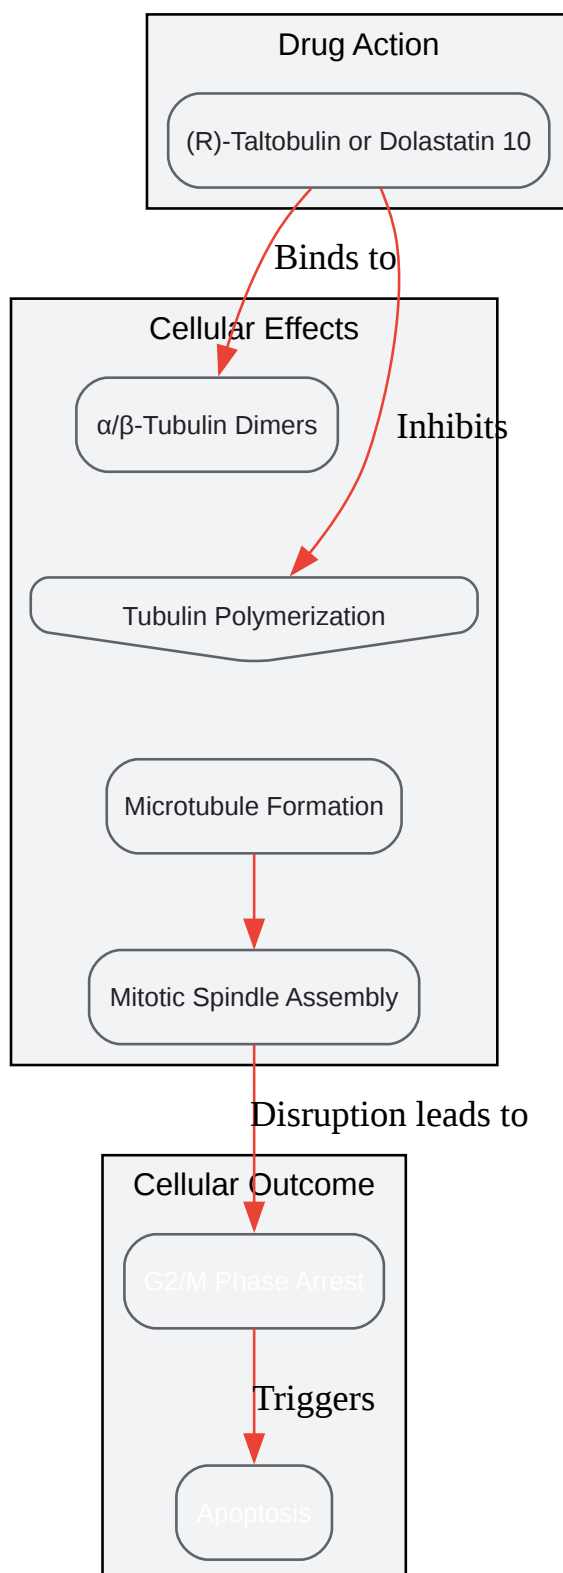 Drug Action
(R)-Taltobulin or Dolastatin 10
Binds to
Cellular Effects
α/β-Tubulin Dimers
Inhibits
Tubulin Polymerization
Microtubule Formation
Mitotic Spindle Assembly
Disruption leads to
Cellular Outcome
G2/M Phase Arrest
Triggers
Apoptosis